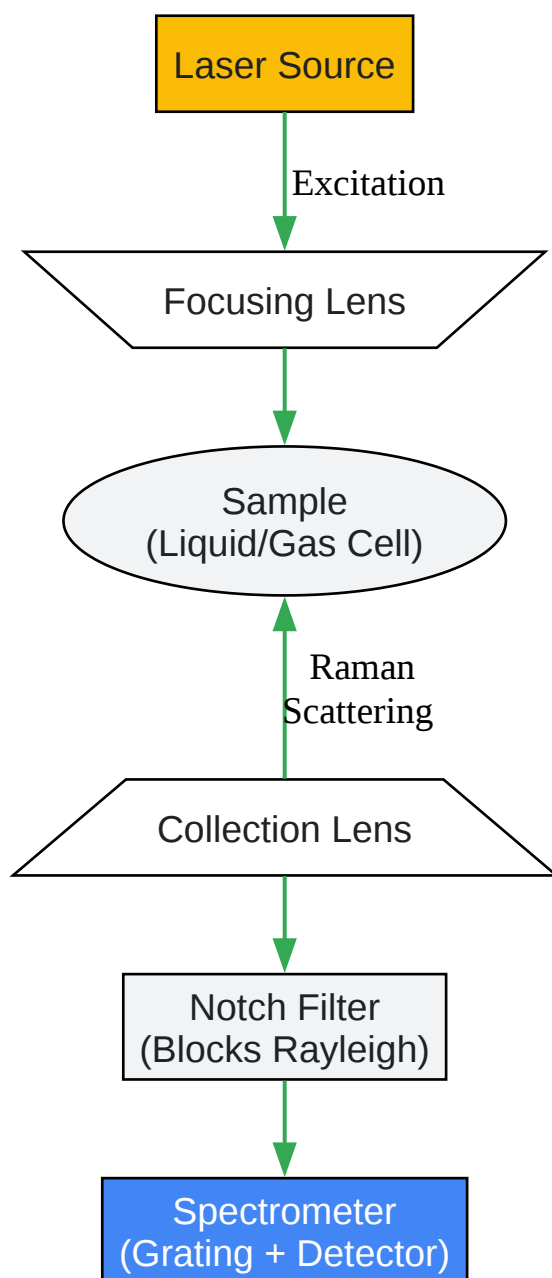 Laser Source
Excitation
Focusing Lens
Sample
(Liquid/Gas Cell)
Raman
Scattering
Collection Lens
Notch Filter
(Blocks Rayleigh)
Spectrometer
(Grating + Detector)